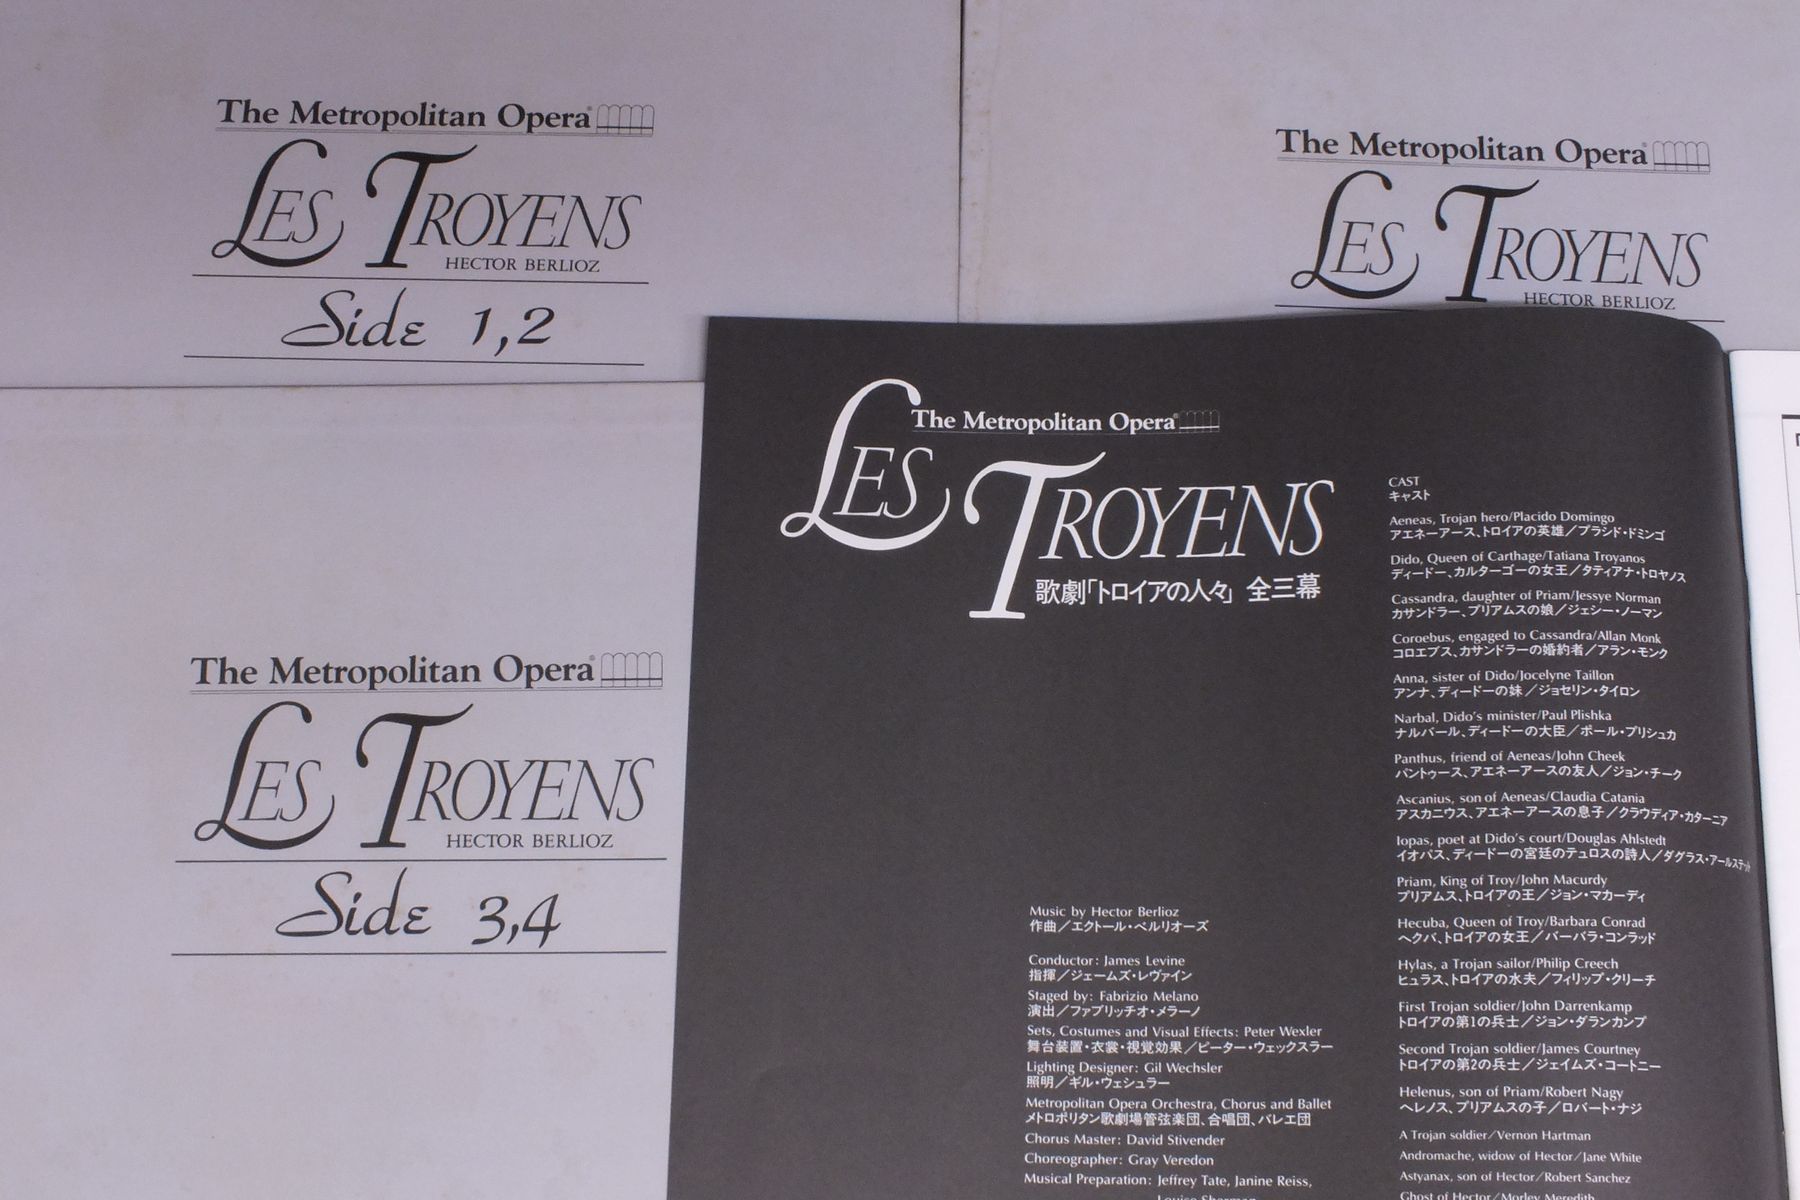 The Metropolitan Opera
LES TROYENS
HECTOR BERLIOZ
Side 1,2
The Metropolitan Opera
LES TROYENS
HECTOR BERLIOZ
The Metropolitan Opera
LES TROYENS
HECTOR BERLIOZ
Side 3,4
The Metropolitan Opera
LES TROYENS
歌劇「トロイアの人々」 全三幕
Music by Hector Berlioz
作曲／エクトール・ベルリオーズ
Conductor: James Levine
指揮／ジェームズ・レヴァイン
Staged by: Fabrizio Melano
演出／ファブリッチオ・メラーノ
Sets, Costumes and Visual Effects: Peter Wexler
舞台装置・衣裳・視覚効果／ピーター・ウェックスラー
Lighting Designer: Gil Wechsler
照明／ギル・ウェシュラー
Metropolitan Opera Orchestra, Chorus and Ballet
メトロポリタン歌劇場管弦楽団、合唱団、バレエ団
Chorus Master: David Stivender
Choreographer: Gray Veredon
Musical Preparation: Jeffrey Tate, Janine Reiss,
Louise Sherman
CAST
キャスト
Aeneas, Trojan hero/Placido Domingo
アエネーアース、トロイアの英雄／プラシド・ドミンゴ
Dido, Queen of Carthage/Tatiana Troyanos
ディードー、カルターゴーの女王／タティアナ・トロヤノス
Cassandra, daughter of Priam/Jessye Norman
カサンドラー、プリアムスの娘／ジェシー・ノーマン
Coroebus, engaged to Cassandra/Allan Monk
コロエブス、カサンドラーの婚約者／アラン・モンク
Anna, sister of Dido/Jocelyne Taillon
アンナ、ディードーの妹／ジョセリン・タイロン
Narbal, Dido's minister/Paul Plishka
ナルバール、ディードーの大臣／ポール・プリシュカ
Panthus, friend of Aeneas/John Cheek
パントゥース、アエネーアースの友人／ジョン・チーク
Ascanius, son of Aeneas/Claudia Catania
アスカニウス、アエネーアースの息子／クラウディア・カターニア
Iopas, poet at Dido's court/Douglas Ahlstedt
イオパス、ディードーの宮廷のテュロスの詩人／ダグラス・アールステット
Priam, King of Troy/John Macurdy
プリアムス、トロイアの王／ジョン・マカーディ
Hecuba, Queen of Troy/Barbara Conrad
ヘクバ、トロイアの女王／バーバラ・コンラッド
Hylas, a Trojan sailor/Philip Creech
ヒュラス、トロイアの水夫／フィリップ・クリーチ
First Trojan soldier/John Darrenkamp
トロイアの第1の兵士／ジョン・ダランカンプ
Second Trojan soldier/James Courtney
トロイアの第2の兵士／ジェイムズ・コートニー
Helenus, son of Priam/Robert Nagy
ヘレノス、プリアムスの子／ロバート・ナジ
A Trojan soldier/Vernon Hartman
Andromache, widow of Hector/Jane White
Astyanax, son of Hector/Robert Sanchez
Ghost of Hector/Morley Meredith